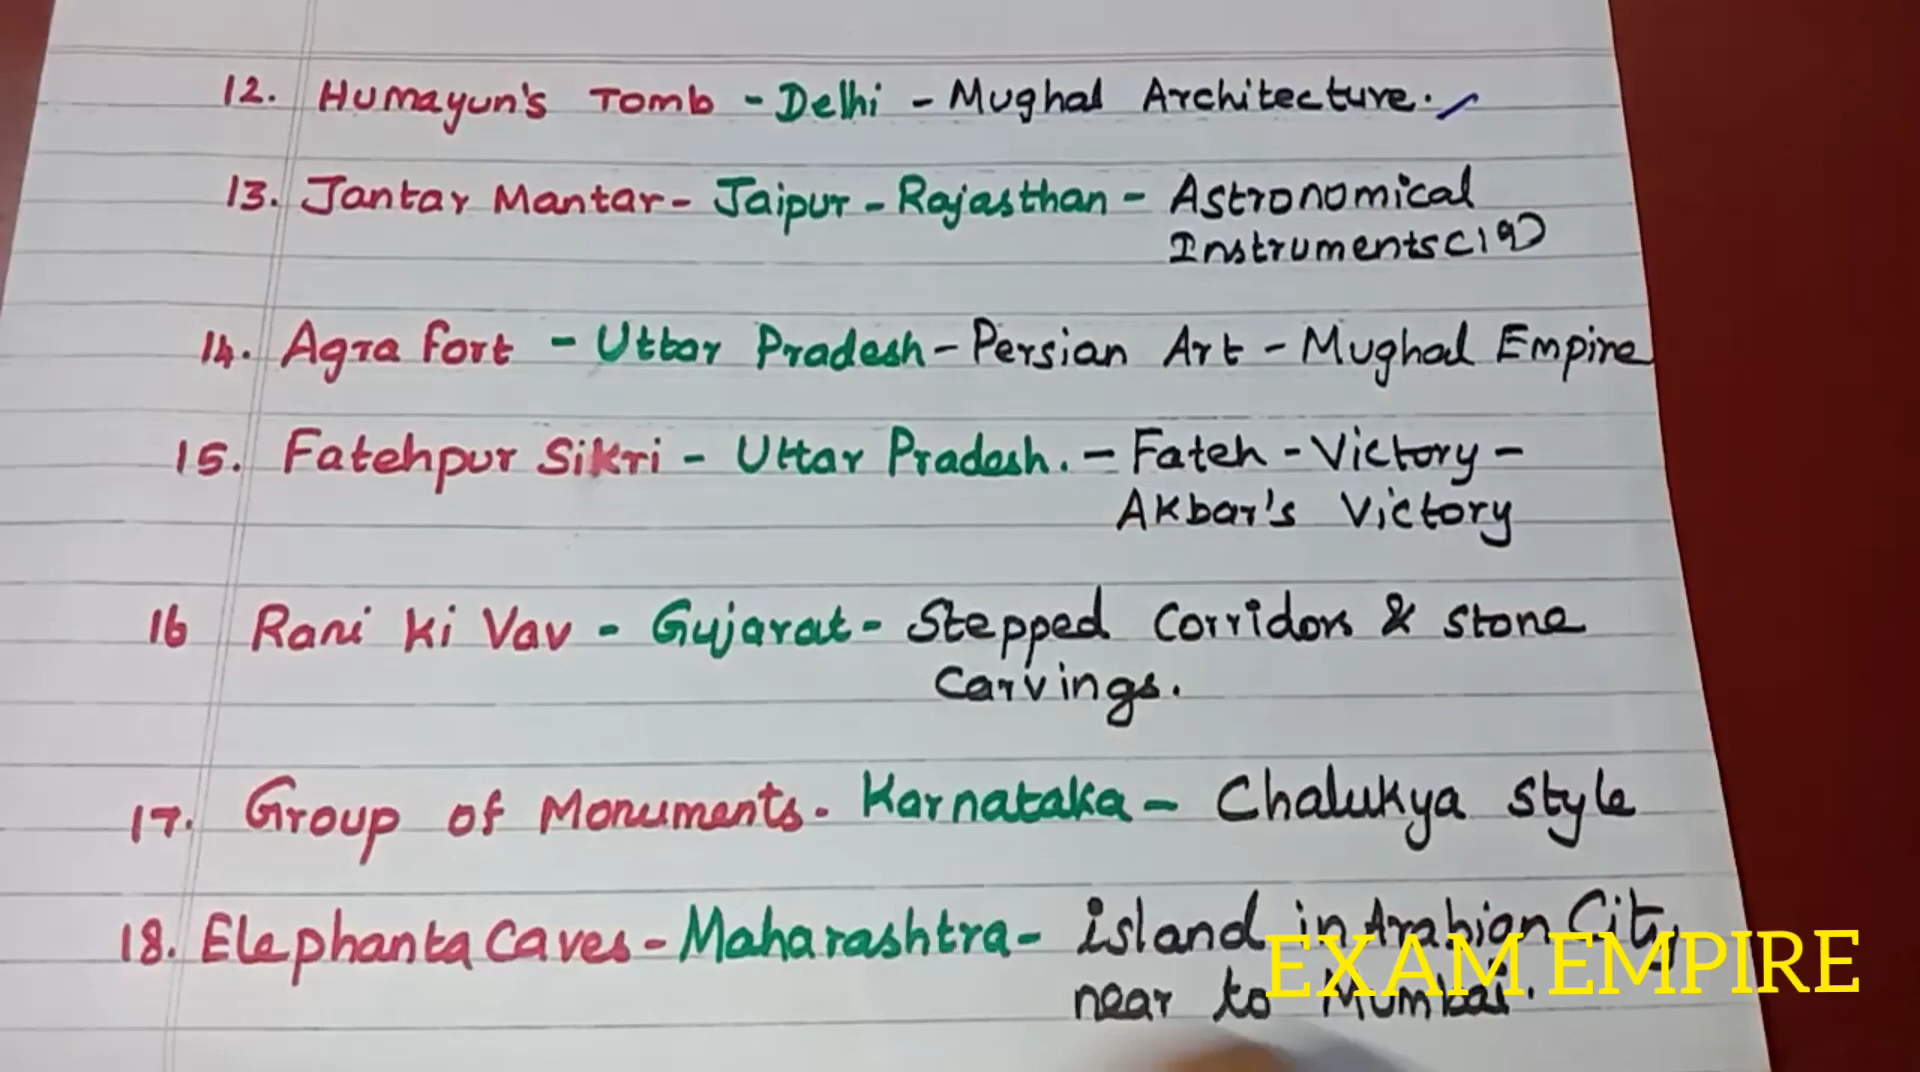 12. Humayun's Tomb - Delhi - Mughal Architecture.
13. Jantar Mantar - Jaipur - Rajasthan - Astronomical
Instruments (19)
14. Agra Fort - Uttar Pradesh - Persian Art - Mughal Empire
15. Fatehpur Sikri - Uttar Pradesh. - Fateh - Victory -
Akbar's Victory
16 Rani Ki Vav - Gujarat - Stepped Corridors & Stone
Carvings.
17. Group of Monuments. Karnataka - Chalukya Style
18. Elephanta Caves - Maharashtra - island in Arabian City,
near to Mumbai.
EXAM EMPIRE